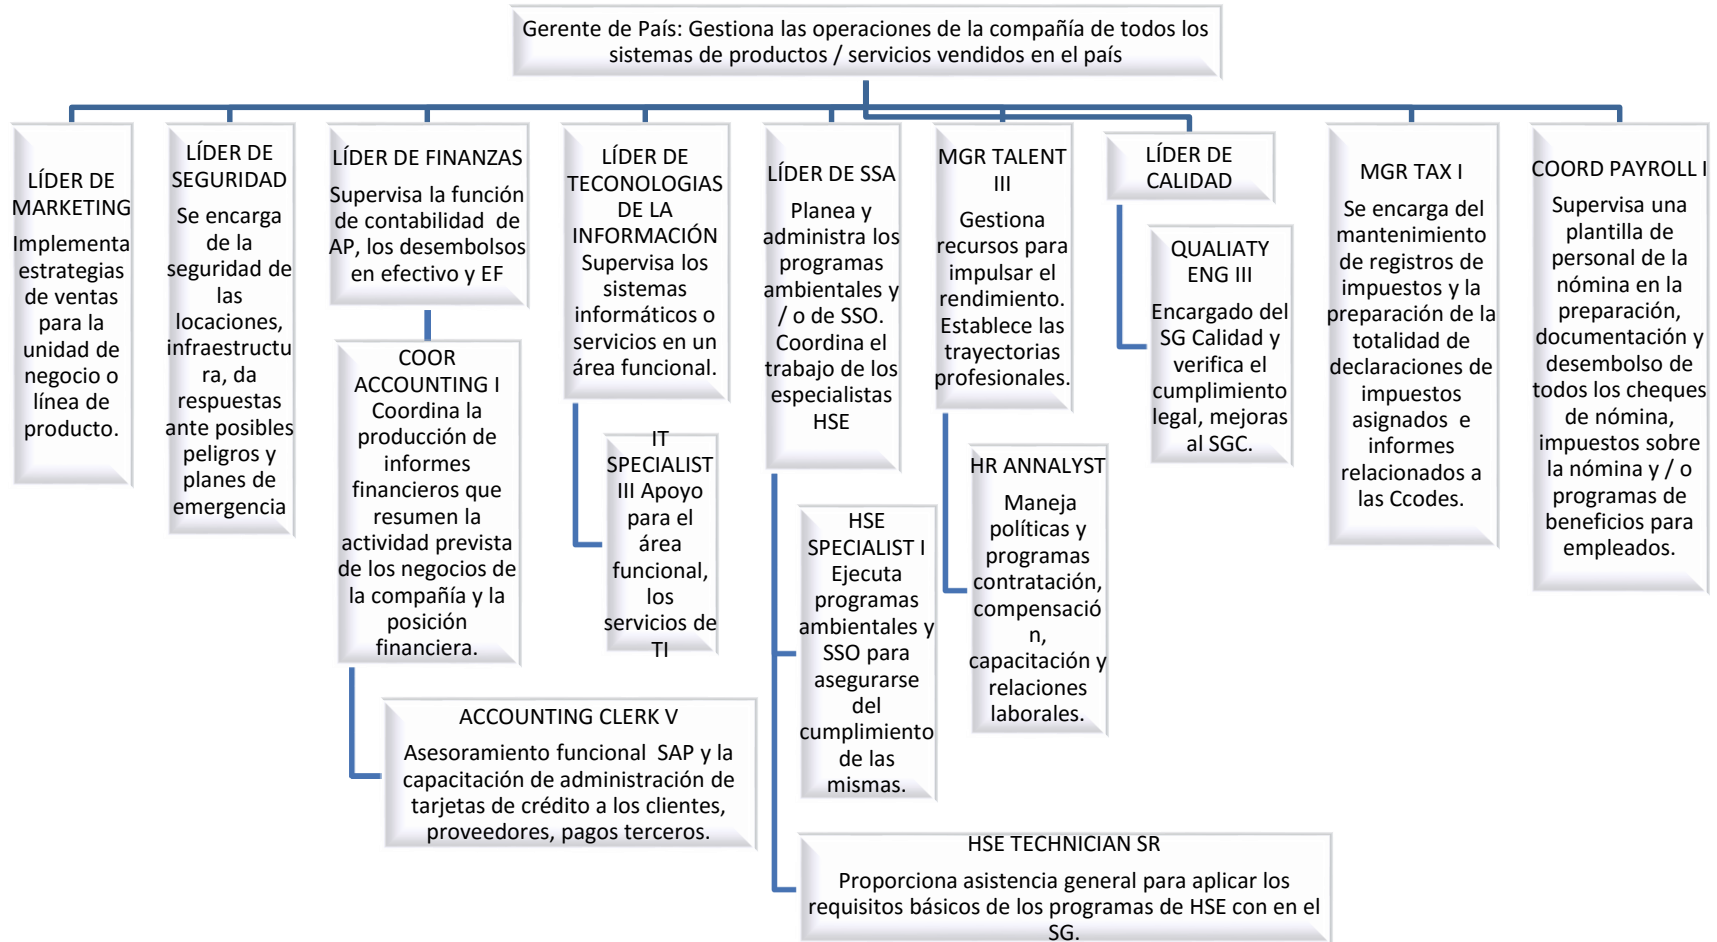 Gerente de País: Gestiona las operaciones de la compañía de todos los
sistemas de productos / servicios vendidos en el país
LÍDER DE
MARKETING
Implementa
estrategias
de ventas
para la
unidad de
negocio o
línea de
producto.
LÍDER DE
SEGURIDAD
Se encarga
de la
seguridad de
las
locaciones,
infraestructu
ra, da
respuestas
ante posibles
peligros y
planes de
emergencia
LÍDER DE FINANZAS
Supervisa la función
de contabilidad de
AP, los desembolsos
en efectivo y EF
COOR
ACCOUNTING I
Coordina la
producción de
informes
financieros que
resumen la
actividad prevista
de los negocios de
la compañía y la
posición
financiera.
ACCOUNTING CLERK V
Asesoramiento funcional SAP y la
capacitación de administración de
tarjetas de crédito a los clientes,
proveedores, pagos terceros.
LÍDER DE
TECONOLOGIAS
DE LA
INFORMACIÓN
Supervisa los
sistemas
informáticos o
servicios en un
área funcional.
IT
SPECIALIST
III Apoyo
para el
área
funcional,
los
servicios de
TI
LÍDER DE SSA
Planea y
administra los
programas
ambientales y
/ o de SSO.
Coordina el
trabajo de los
especialistas
HSE
HSE
SPECIALIST I
Ejecuta
programas
ambientales y
SSO para
asegurarse
del
cumplimiento
de las
mismas.
HSE TECHNICIAN SR
Proporciona asistencia general para aplicar los
requisitos básicos de los programas de HSE con en el
SG.
MGR TALENT
III
Gestiona
recursos para
impulsar el
rendimiento.
Establece las
trayectorias
profesionales.
HR ANNALYST
Maneja
políticas y
programas
contratación,
compensació
n,
capacitación y
relaciones
laborales.
LÍDER DE
CALIDAD
QUALIATY
ENG III
Encargado del
SG Calidad y
verifica el
cumplimiento
legal, mejoras
al SGC.
MGR TAX I
Se encarga del
mantenimiento
de registros de
impuestos y la
preparación de la
totalidad de
declaraciones de
impuestos
asignados e
informes
relacionados a
las Ccodes.
COORD PAYROLL I
Supervisa una
plantilla de
personal de la
nómina en la
preparación,
documentación y
desembolso de
todos los cheques
de nómina,
impuestos sobre
la nómina y / o
programas de
beneficios para
empleados.